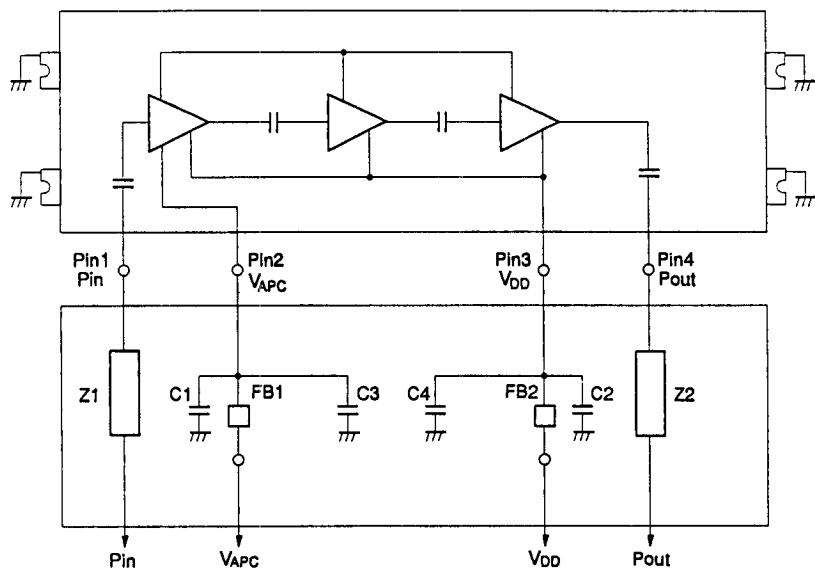 Pin1 Pin2 Pin3 Pin4
Pin VAPC VDD Pout
Z1 C1 FB1 C3 C4 FB2 C2 Z2
Pin VAPC VDD Pout